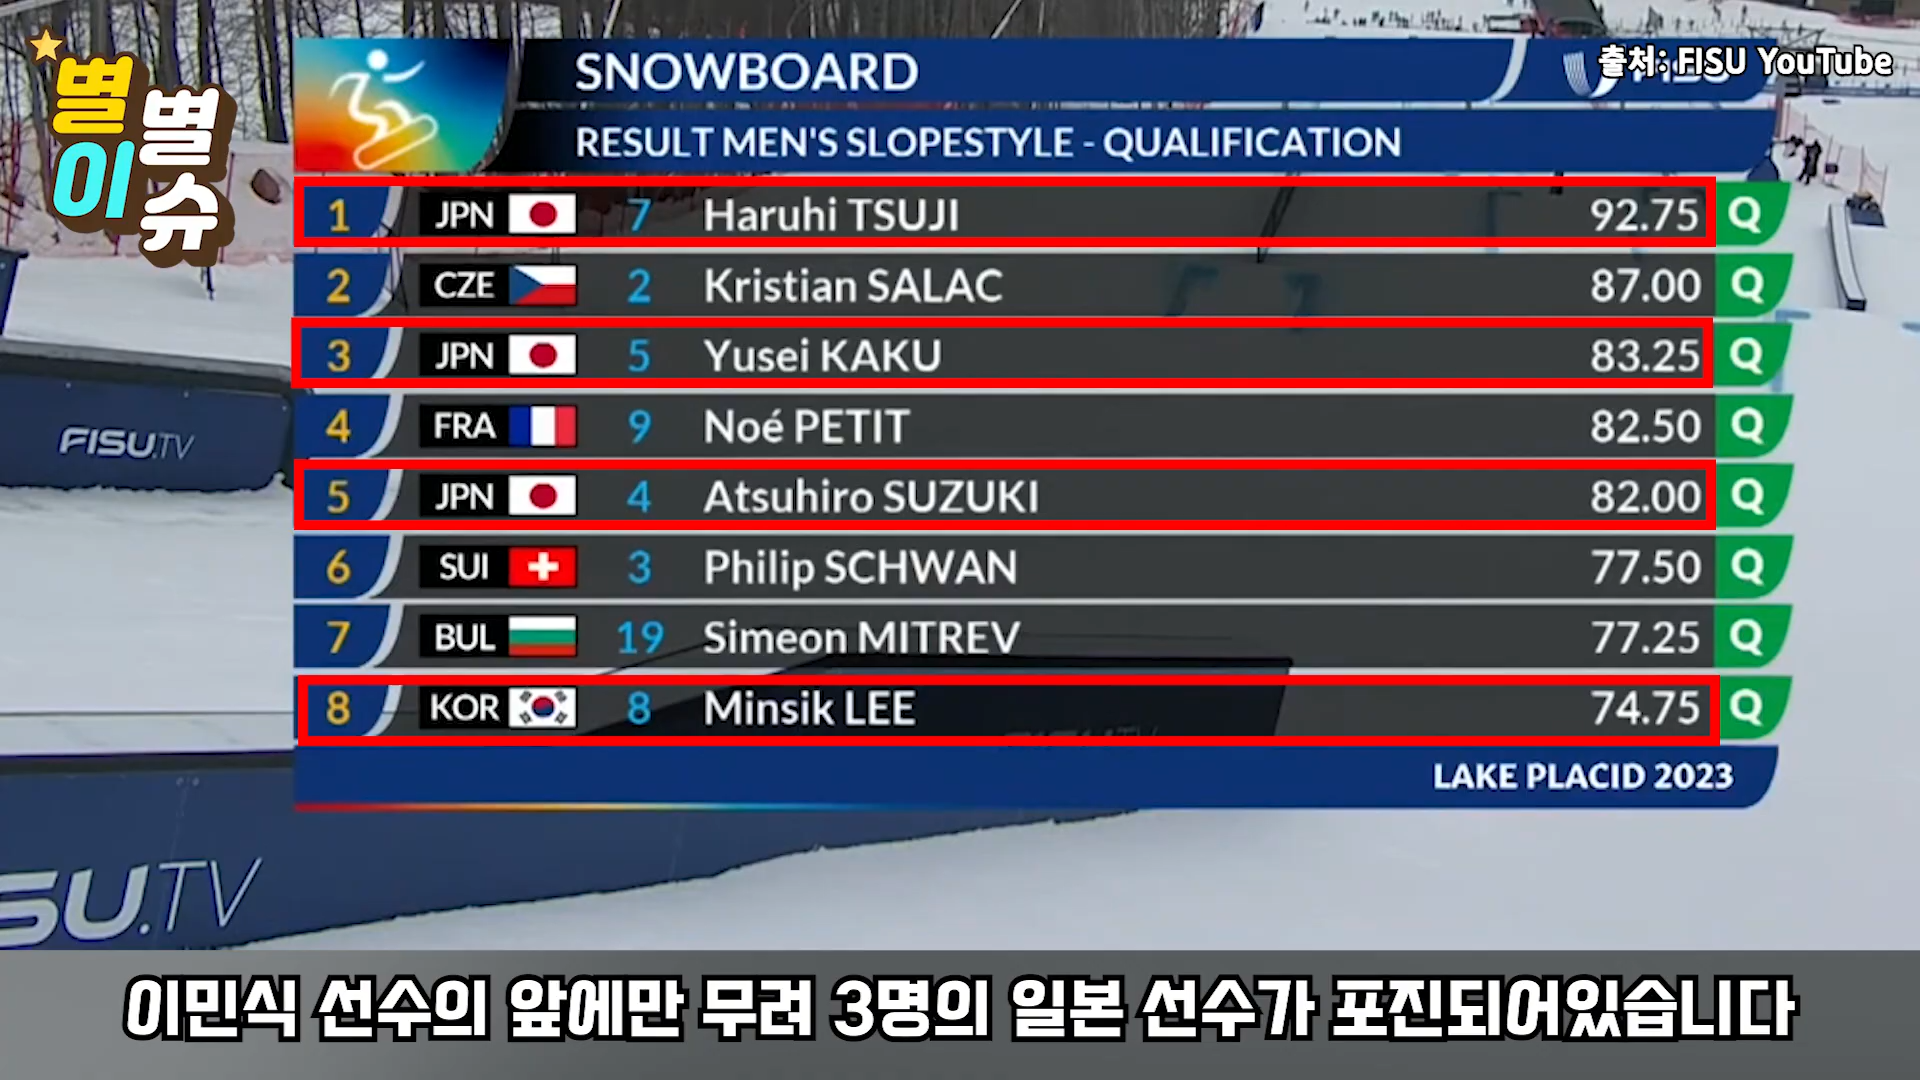 별별
이슈
출처: FISU YouTube
SNOWBOARD
RESULT MEN'S SLOPESTYLE - QUALIFICATION
1 JPN 7 Haruhi TSUJI 92.75 Q
2 CZE 2 Kristian SALAC 87.00 Q
3 JPN 5 Yusei KAKU 83.25 Q
4 FRA 9 Noé PETIT 82.50 Q
5 JPN 4 Atsuhiro SUZUKI 82.00 Q
6 SUI 3 Philip SCHWAN 77.50 Q
7 BUL 19 Simeon MITREV 77.25 Q
8 KOR 8 Minsik LEE 74.75 Q
LAKE PLACID 2023
FISU.TV
SU.TV
이민식 선수의 앞에만 무려 3명의 일본 선수가 포진되어있습니다